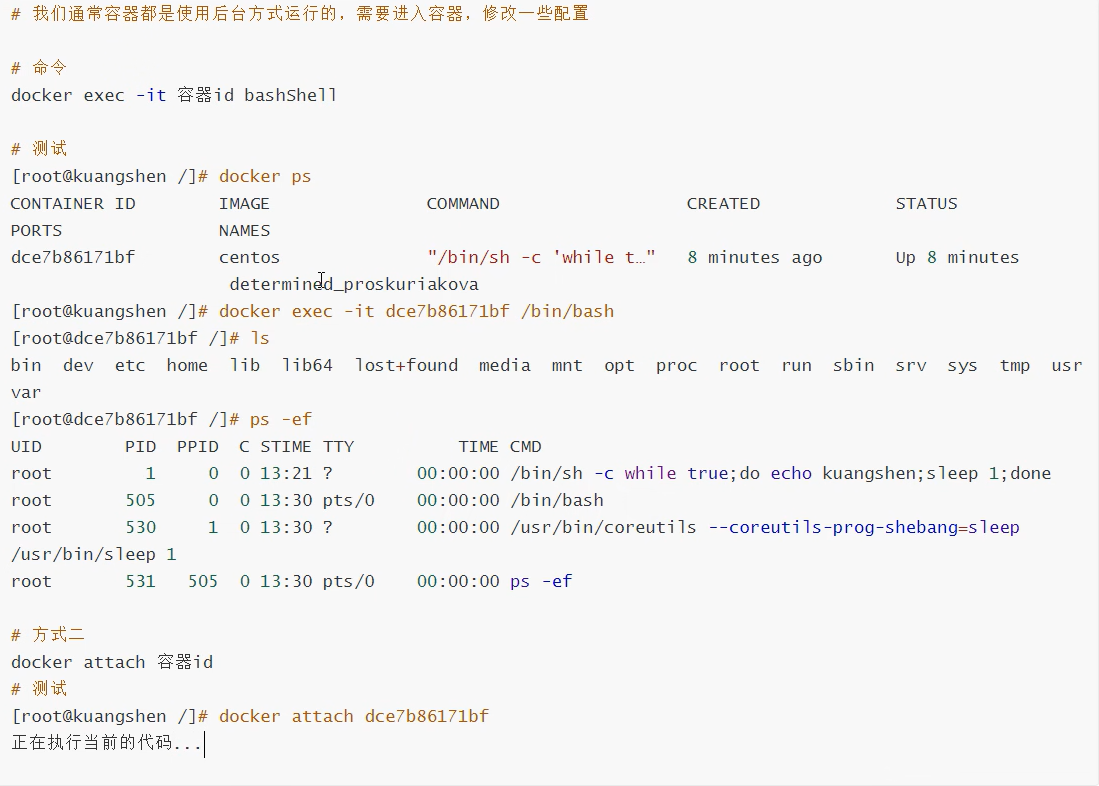 # 我们通常容器都是使用后台方式运行的，需要进入容器，修改一些配置
# 命令
docker exec -it 容器id bashShell
# 测试
[root@kuangshen /]# docker ps
CONTAINER ID        IMAGE               COMMAND                  CREATED             STATUS
PORTS               NAMES
dce7b86171bf        centos              "/bin/sh -c 'while t…"   8 minutes ago       Up 8 minutes
determined_proskuriakova
[root@kuangshen /]# docker exec -it dce7b86171bf /bin/bash
[root@dce7b86171bf /]# ls
bin  dev  etc  home  lib  lib64  lost+found  media  mnt  opt  proc  root  run  sbin  srv  sys  tmp  usr
var
[root@dce7b86171bf /]# ps -ef
UID        PID  PPID  C STIME TTY          TIME CMD
root         1     0  0 13:21 ?        00:00:00 /bin/sh -c while true;do echo kuangshen;sleep 1;done
root       505     0  0 13:30 pts/0    00:00:00 /bin/bash
root       530     1  0 13:30 ?        00:00:00 /usr/bin/coreutils --coreutils-prog-shebang=sleep
/usr/bin/sleep 1
root       531   505  0 13:30 pts/0    00:00:00 ps -ef
# 方式二
docker attach 容器id
# 测试
[root@kuangshen /]# docker attach dce7b86171bf
正在执行当前的代码...